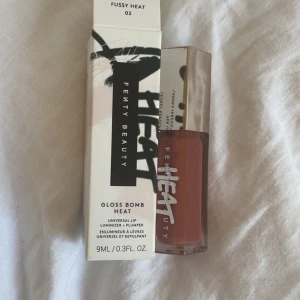 FUSSY HEAT
02
FENTY BEAUTY
HEAT
GLOSS BOMB
HEAT
UNIVERSAL LIP
LUMINIZER + PLUMPER
ENLUMINEUR À LÈVRES
UNIVERSEL ET REPULPANT
9ML / 0.3FL. OZ.
HEAT